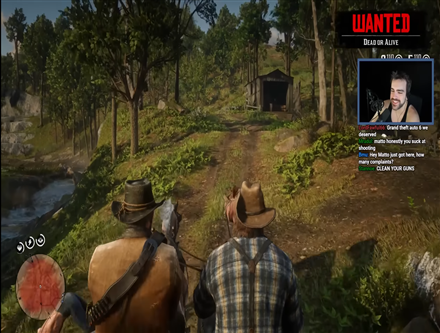 WANTED
DEAD OR ALIVE
Grand theft auto 6 we
deserved
matto honestly you suck at
shooting
Hey Matto just got here, how
many complaints?
CLEAN YOUR GUNS